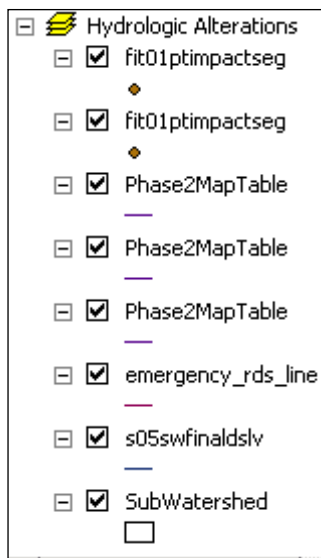 Hydrologic Alterations
fit01ptimpactseg
fit01ptimpactseg
Phase2MapTable
Phase2MapTable
Phase2MapTable
emergency_rds_line
s05swfinaldslv
SubWatershed